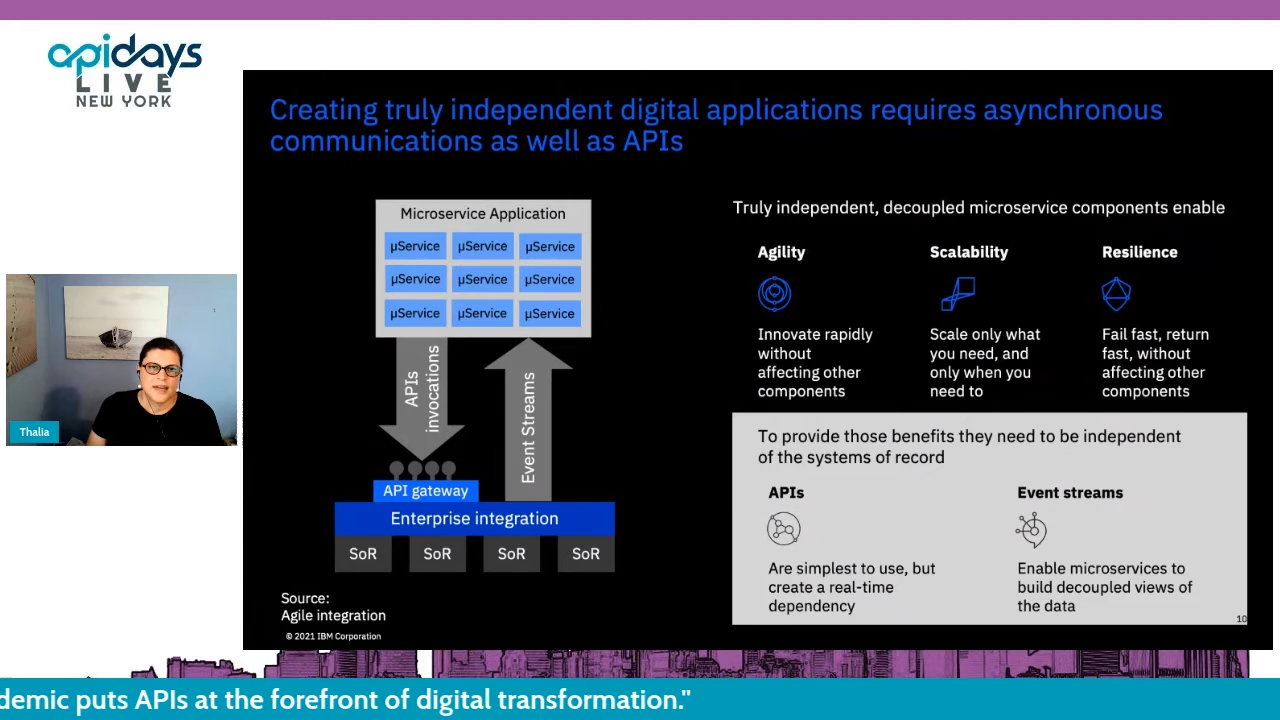 apidays
LIVE
NEW YORK
Creating truly independent digital applications requires asynchronous
communications as well as APIs
Microservice Application
µService µService µService
µService µService µService
µService µService µService
APIs
invocations
Event Streams
API gateway
Enterprise integration
SoR SoR SoR SoR
Source:
Agile integration
© 2021 IBM Corporation
Truly independent, decoupled microservice components enable
Agility
Innovate rapidly
without
affecting other
components
Scalability
Scale only what
you need, and
only when you
need to
Resilience
Fail fast, return
fast, without
affecting other
components
To provide those benefits they need to be independent
of the systems of record
APIs
Are simplest to use, but
create a real-time
dependency
Event streams
Enable microservices to
build decoupled views of
the data
10
Thalia
demic puts APIs at the forefront of digital transformation."